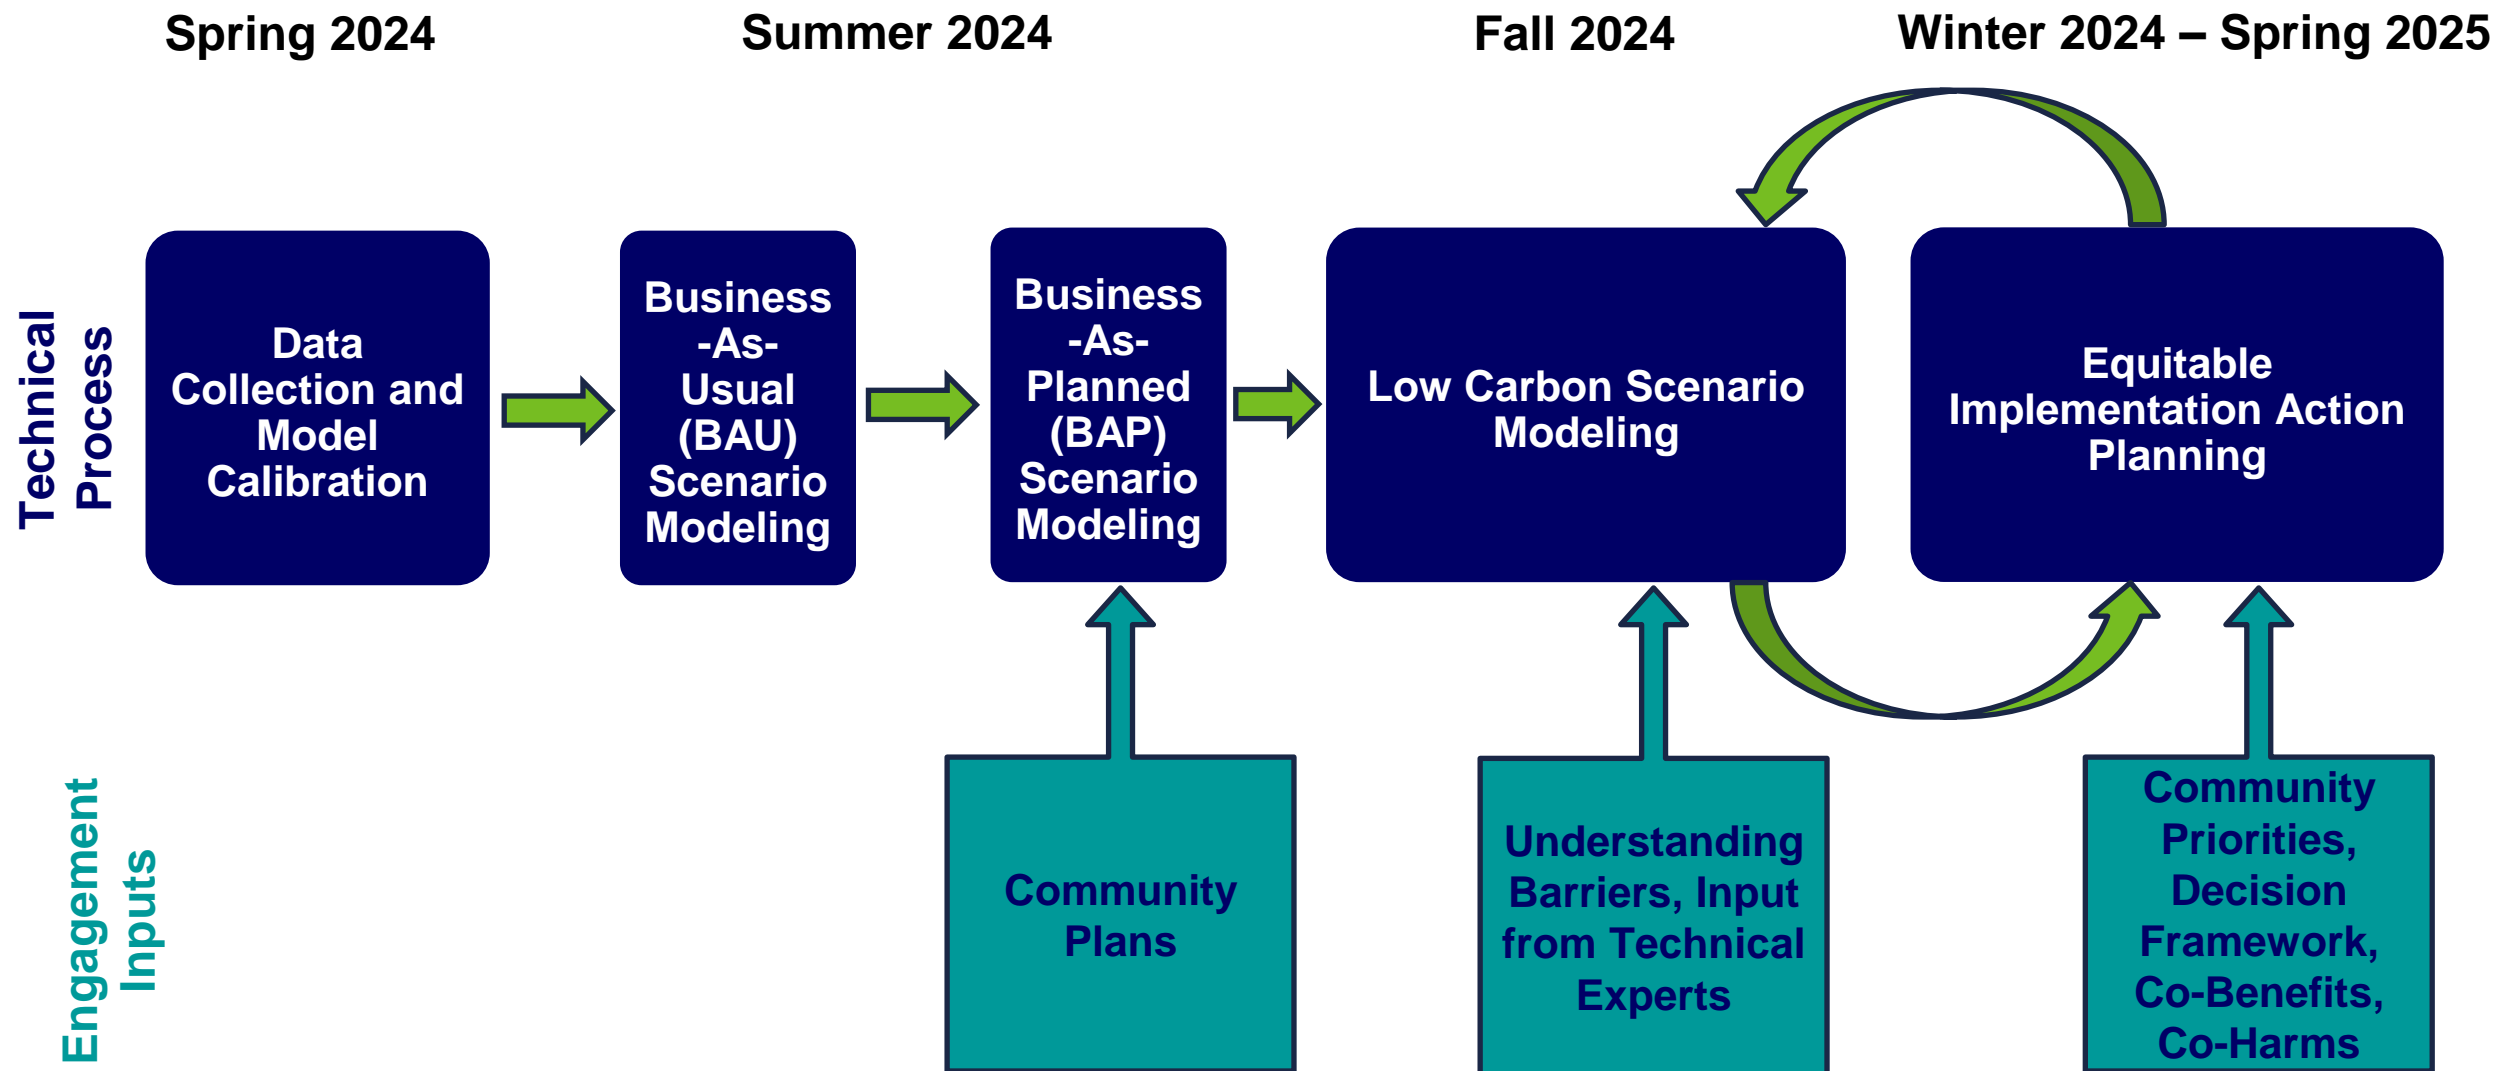 Spring 2024
Summer 2024
Fall 2024
Winter 2024 – Spring 2025
Technical
Process
Data
Collection and
Model
Calibration
Business
-As-
Usual
(BAU)
Scenario
Modeling
Business
-As-
Planned
(BAP)
Scenario
Modeling
Low Carbon Scenario
Modeling
Equitable
Implementation Action
Planning
Engagement
Inputs
Community
Plans
Understanding
Barriers, Input
from Technical
Experts
Community
Priorities,
Decision
Framework,
Co-Benefits,
Co-Harms